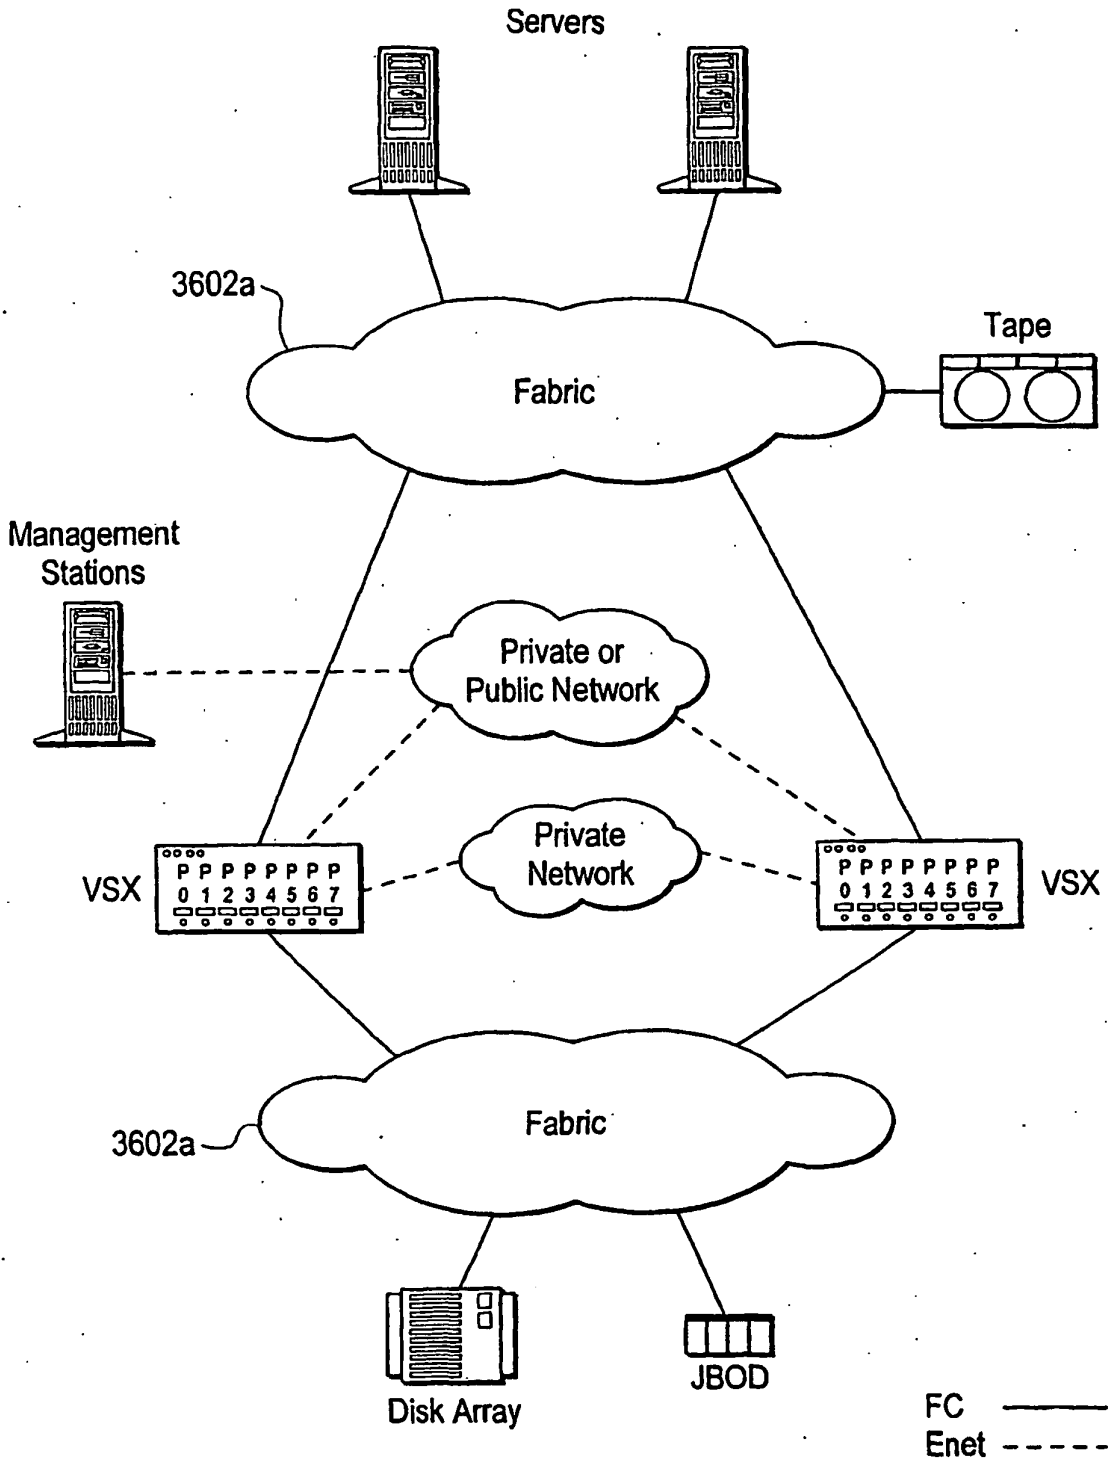 Servers
3602a
Tape
Fabric
Management
Stations
Private or
Public Network
Private
Network
VSX
P P P P P P P P
0 1 2 3 4 5 6 7
P P P P P P P P
0 1 2 3 4 5 6 7
VSX
Fabric
3602a
Disk Array
JBOD
FC
Enet